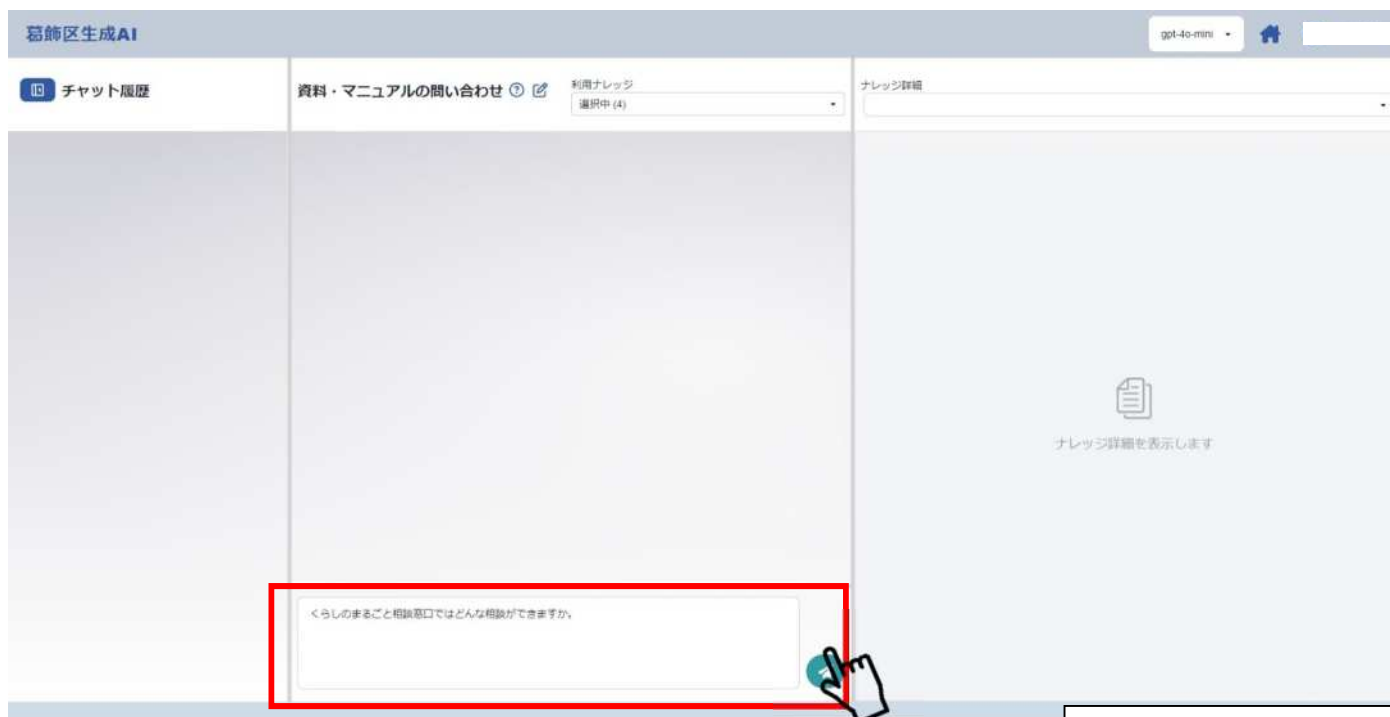 葛飾区生成AI
gpt-4o-mini
チャット履歴
資料・マニュアルの問い合わせ
利用ナレッジ
選択中 (4)
ナレッジ詳細
ナレッジ詳細を表示します
くらしのまるごと相談窓口ではどんな相談ができますか。